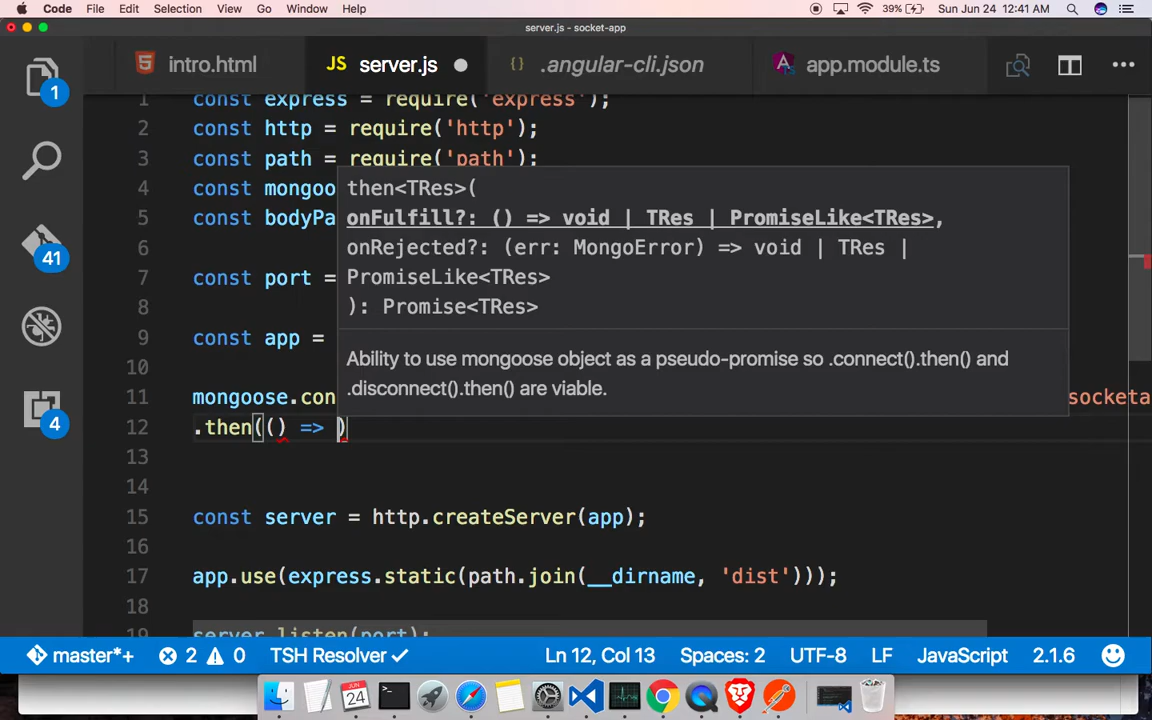 Code File Edit Selection View Go Window Help 39% Sun Jun 24 12:41 AM
server.js - socket-app
intro.html JS server.js {} .angular-cli.json app.module.ts
1 const express = require('express');
2 const http = require('http');
3 const path = require('path');
4 const mongoo
5 const bodyPa
6
7 const port =
8
9 const app =
10
11 mongoose.con socketa
12 .then(() => )
13
14
15 const server = http.createServer(app);
16
17 app.use(express.static(path.join(__dirname, 'dist')));
18
19 server.listen(port);
then<TRes>(
onFulfill?: () => void | TRes | PromiseLike<TRes>,
onRejected?: (err: MongoError) => void | TRes |
PromiseLike<TRes>
): Promise<TRes>
Ability to use mongoose object as a pseudo-promise so .connect().then() and
.disconnect().then() are viable.
1
41
4
master*+ 2 0 TSH Resolver ✓ Ln 12, Col 13 Spaces: 2 UTF-8 LF JavaScript 2.1.6
JUN
24